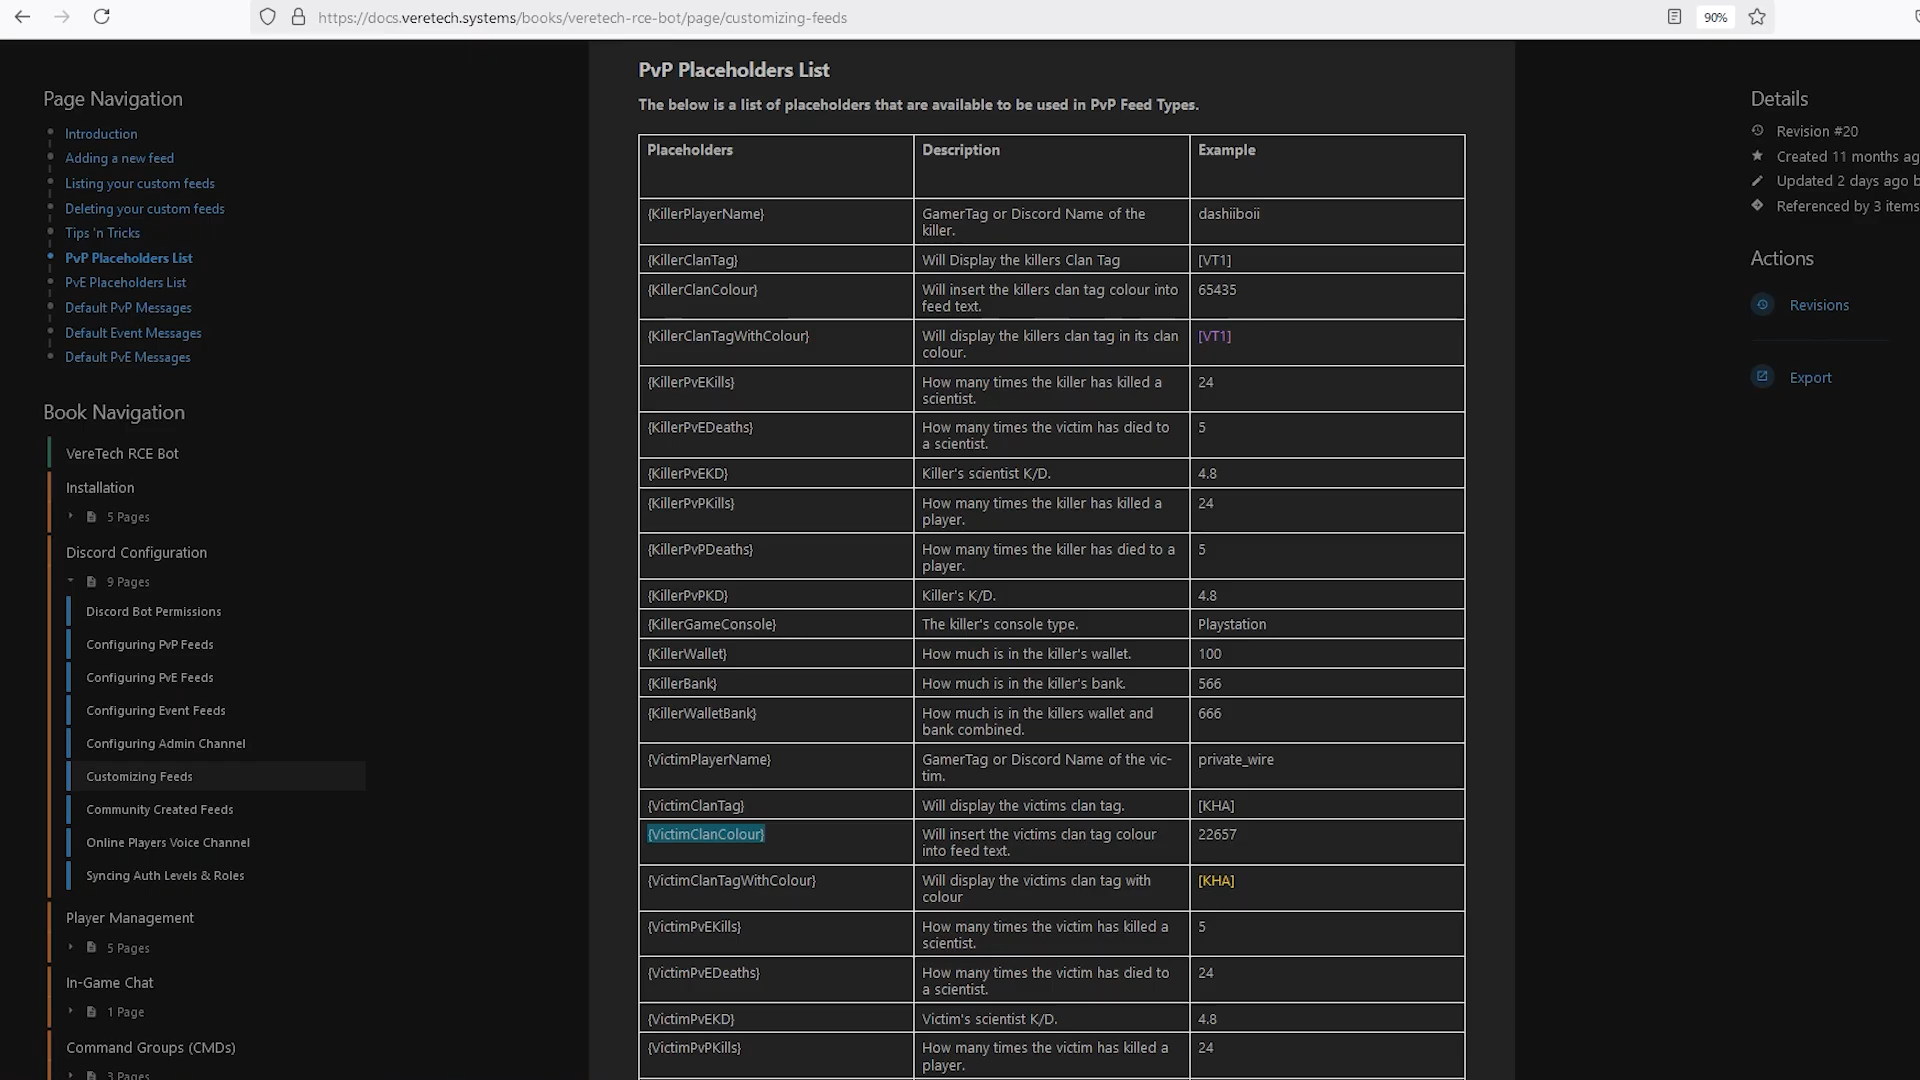 https://docs.veretech.systems/books/veretech-rce-bot/page/customizing-feeds
90%
Page Navigation
Introduction
Adding a new feed
Listing your custom feeds
Deleting your custom feeds
Tips 'n Tricks
PvP Placeholders List
PvE Placeholders List
Default PvP Messages
Default Event Messages
Default PvE Messages
Book Navigation
VereTech RCE Bot
Installation
5 Pages
Discord Configuration
9 Pages
Discord Bot Permissions
Configuring PvP Feeds
Configuring PvE Feeds
Configuring Event Feeds
Configuring Admin Channel
Customizing Feeds
Community Created Feeds
Online Players Voice Channel
Syncing Auth Levels & Roles
Player Management
5 Pages
In-Game Chat
1 Page
Command Groups (CMDs)
3 Pages
PvP Placeholders List
The below is a list of placeholders that are available to be used in PvP Feed Types.
Placeholders Description Example
{KillerPlayerName} GamerTag or Discord Name of the dashiiboii
killer.
{KillerClanTag} Will Display the killers Clan Tag [VT1]
{KillerClanColour} Will insert the killers clan tag colour into 65435
feed text.
{KillerClanTagWithColour} Will display the killers clan tag in its clan [VT1]
colour.
{KillerPvEKills} How many times the killer has killed a 24
scientist.
{KillerPvEDeaths} How many times the victim has died to 5
a scientist.
{KillerPvEKD} Killer's scientist K/D. 4.8
{KillerPvPKills} How many times the killer has killed a 24
player.
{KillerPvPDeaths} How many times the killer has died to a 5
player.
{KillerPvPKD} Killer's K/D. 4.8
{KillerGameConsole} The killer's console type. Playstation
{KillerWallet} How much is in the killer's wallet. 100
{KillerBank} How much is in the killer's bank. 566
{KillerWalletBank} How much is in the killers wallet and 666
bank combined.
{VictimPlayerName} GamerTag or Discord Name of the vic- private_wire
tim.
{VictimClanTag} Will display the victims clan tag. [KHA]
{VictimClanColour} Will insert the victims clan tag colour 22657
into feed text.
{VictimClanTagWithColour} Will display the victims clan tag with [KHA]
colour
{VictimPvEKills} How many times the victim has killed a 5
scientist.
{VictimPvEDeaths} How many times the victim has died to 24
a scientist.
{VictimPvEKD} Victim's scientist K/D. 4.8
{VictimPvPKills} How many times the victim has killed a 24
player.
Details
Revision #20
Created 11 months ag
Updated 2 days ago b
Referenced by 3 items
Actions
Revisions
Export